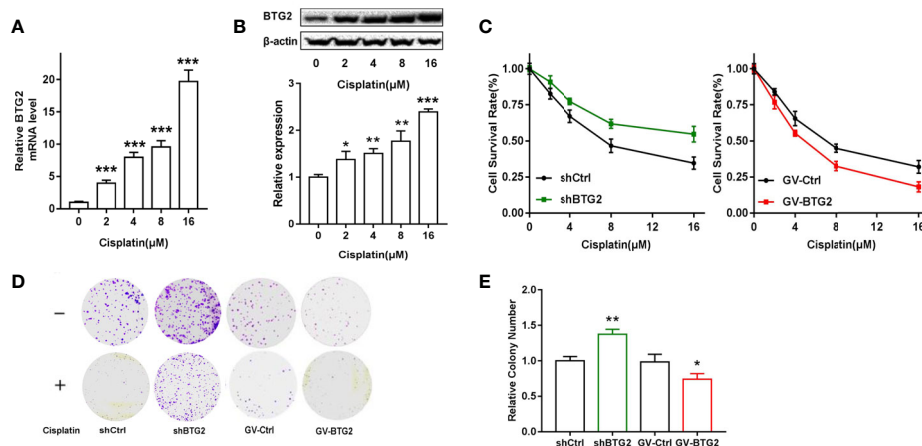 A
Relative BTG2
mRNA level
20
15
10
5
0
***
***
***
***
0 2 4 8 16
Cisplatin(μM)
B
BTG2
β-actin
0 2 4 8 16
Cisplatin(μM)
Relative expression
3
2
1
0
*
**
**
***
0 2 4 8 16
Cisplatin(μM)
C
Cell Survival Rate(%)
1.00
0.75
0.50
0.25
0.00
shCtrl
shBTG2
0 4 8 12 16
Cisplatin(μM)
Cell Survival Rate(%)
1.00
0.75
0.50
0.25
0.00
GV-Ctrl
GV-BTG2
0 4 8 12 16
Cisplatin(μM)
D
−
+
Cisplatin shCtrl shBTG2 GV-Ctrl GV-BTG2
E
Relative Colony Number
2.0
1.5
1.0
0.5
0.0
**
*
shCtrl shBTG2 GV-Ctrl GV-BTG2